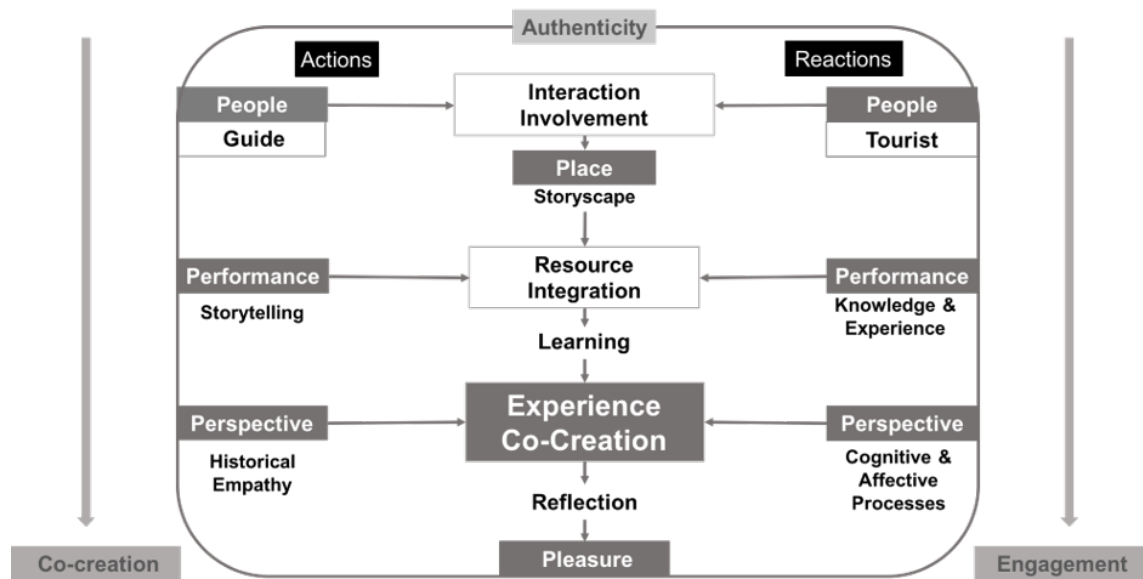 Authenticity
Actions
Reactions
People
Guide
Interaction
Involvement
People
Tourist
Place
Storyscape
Performance
Storytelling
Resource
Integration
Performance
Knowledge &
Experience
Learning
Perspective
Historical
Empathy
Experience
Co-Creation
Perspective
Cognitive &
Affective
Processes
Reflection
Co-creation
Pleasure
Engagement